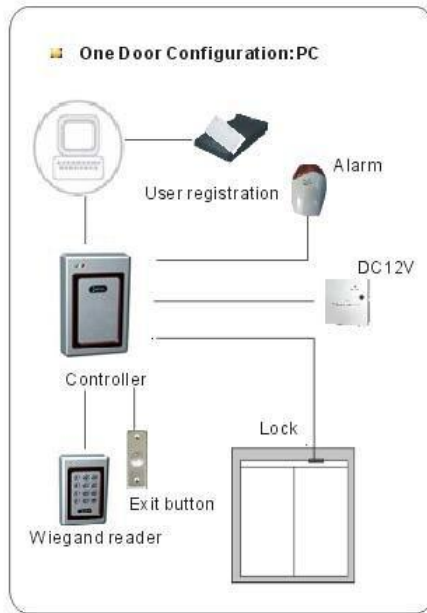 One Door Configuration:PC
User registration
Alarm
DC12V
Controller
Lock
Exit button
Wiegand reader